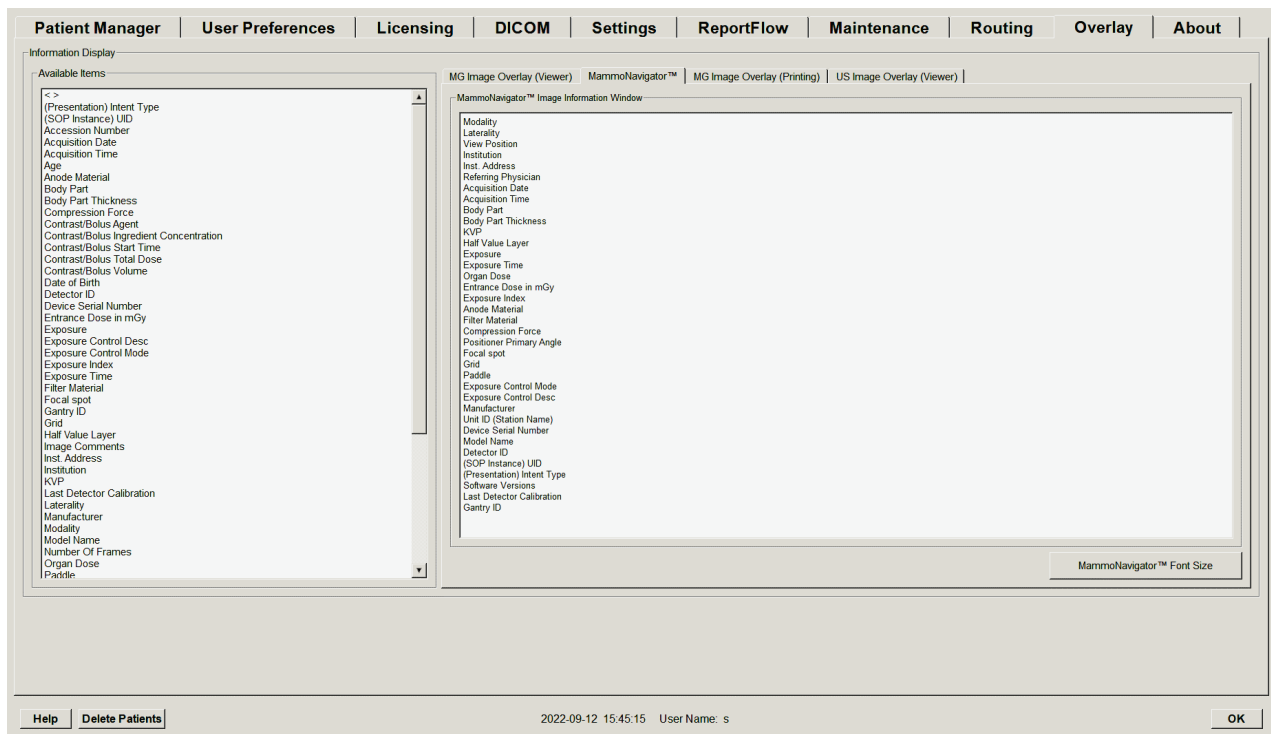 Patient Manager User Preferences Licensing DICOM Settings ReportFlow Maintenance Routing Overlay About
Information Display
Available Items
< >
(Presentation) Intent Type
(SOP Instance) UID
Accession Number
Acquisition Date
Acquisition Time
Age
Anode Material
Body Part
Body Part Thickness
Compression Force
Contrast/Bolus Agent
Contrast/Bolus Ingredient Concentration
Contrast/Bolus Start Time
Contrast/Bolus Total Dose
Contrast/Bolus Volume
Date of Birth
Detector ID
Device Serial Number
Entrance Dose in mGy
Exposure
Exposure Control Desc
Exposure Control Mode
Exposure Index
Exposure Time
Filter Material
Focal spot
Gantry ID
Grid
Half Value Layer
Image Comments
Inst. Address
Institution
KVP
Last Detector Calibration
Laterality
Manufacturer
Modality
Model Name
Number Of Frames
Organ Dose
Paddle
MG Image Overlay (Viewer) MammoNavigator™ MG Image Overlay (Printing) US Image Overlay (Viewer)
MammoNavigator™ Image Information Window
Modality
Laterality
View Position
Institution
Inst. Address
Referring Physician
Acquisition Date
Acquisition Time
Body Part
Body Part Thickness
KVP
Half Value Layer
Exposure
Exposure Time
Organ Dose
Entrance Dose in mGy
Exposure Index
Anode Material
Filter Material
Compression Force
Positioner Primary Angle
Focal spot
Grid
Paddle
Exposure Control Mode
Exposure Control Desc
Manufacturer
Unit ID (Station Name)
Device Serial Number
Model Name
Detector ID
(SOP Instance) UID
(Presentation) Intent Type
Software Versions
Last Detector Calibration
Gantry ID
MammoNavigator™ Font Size
Help Delete Patients 2022-09-12 15:45:15 User Name: s OK